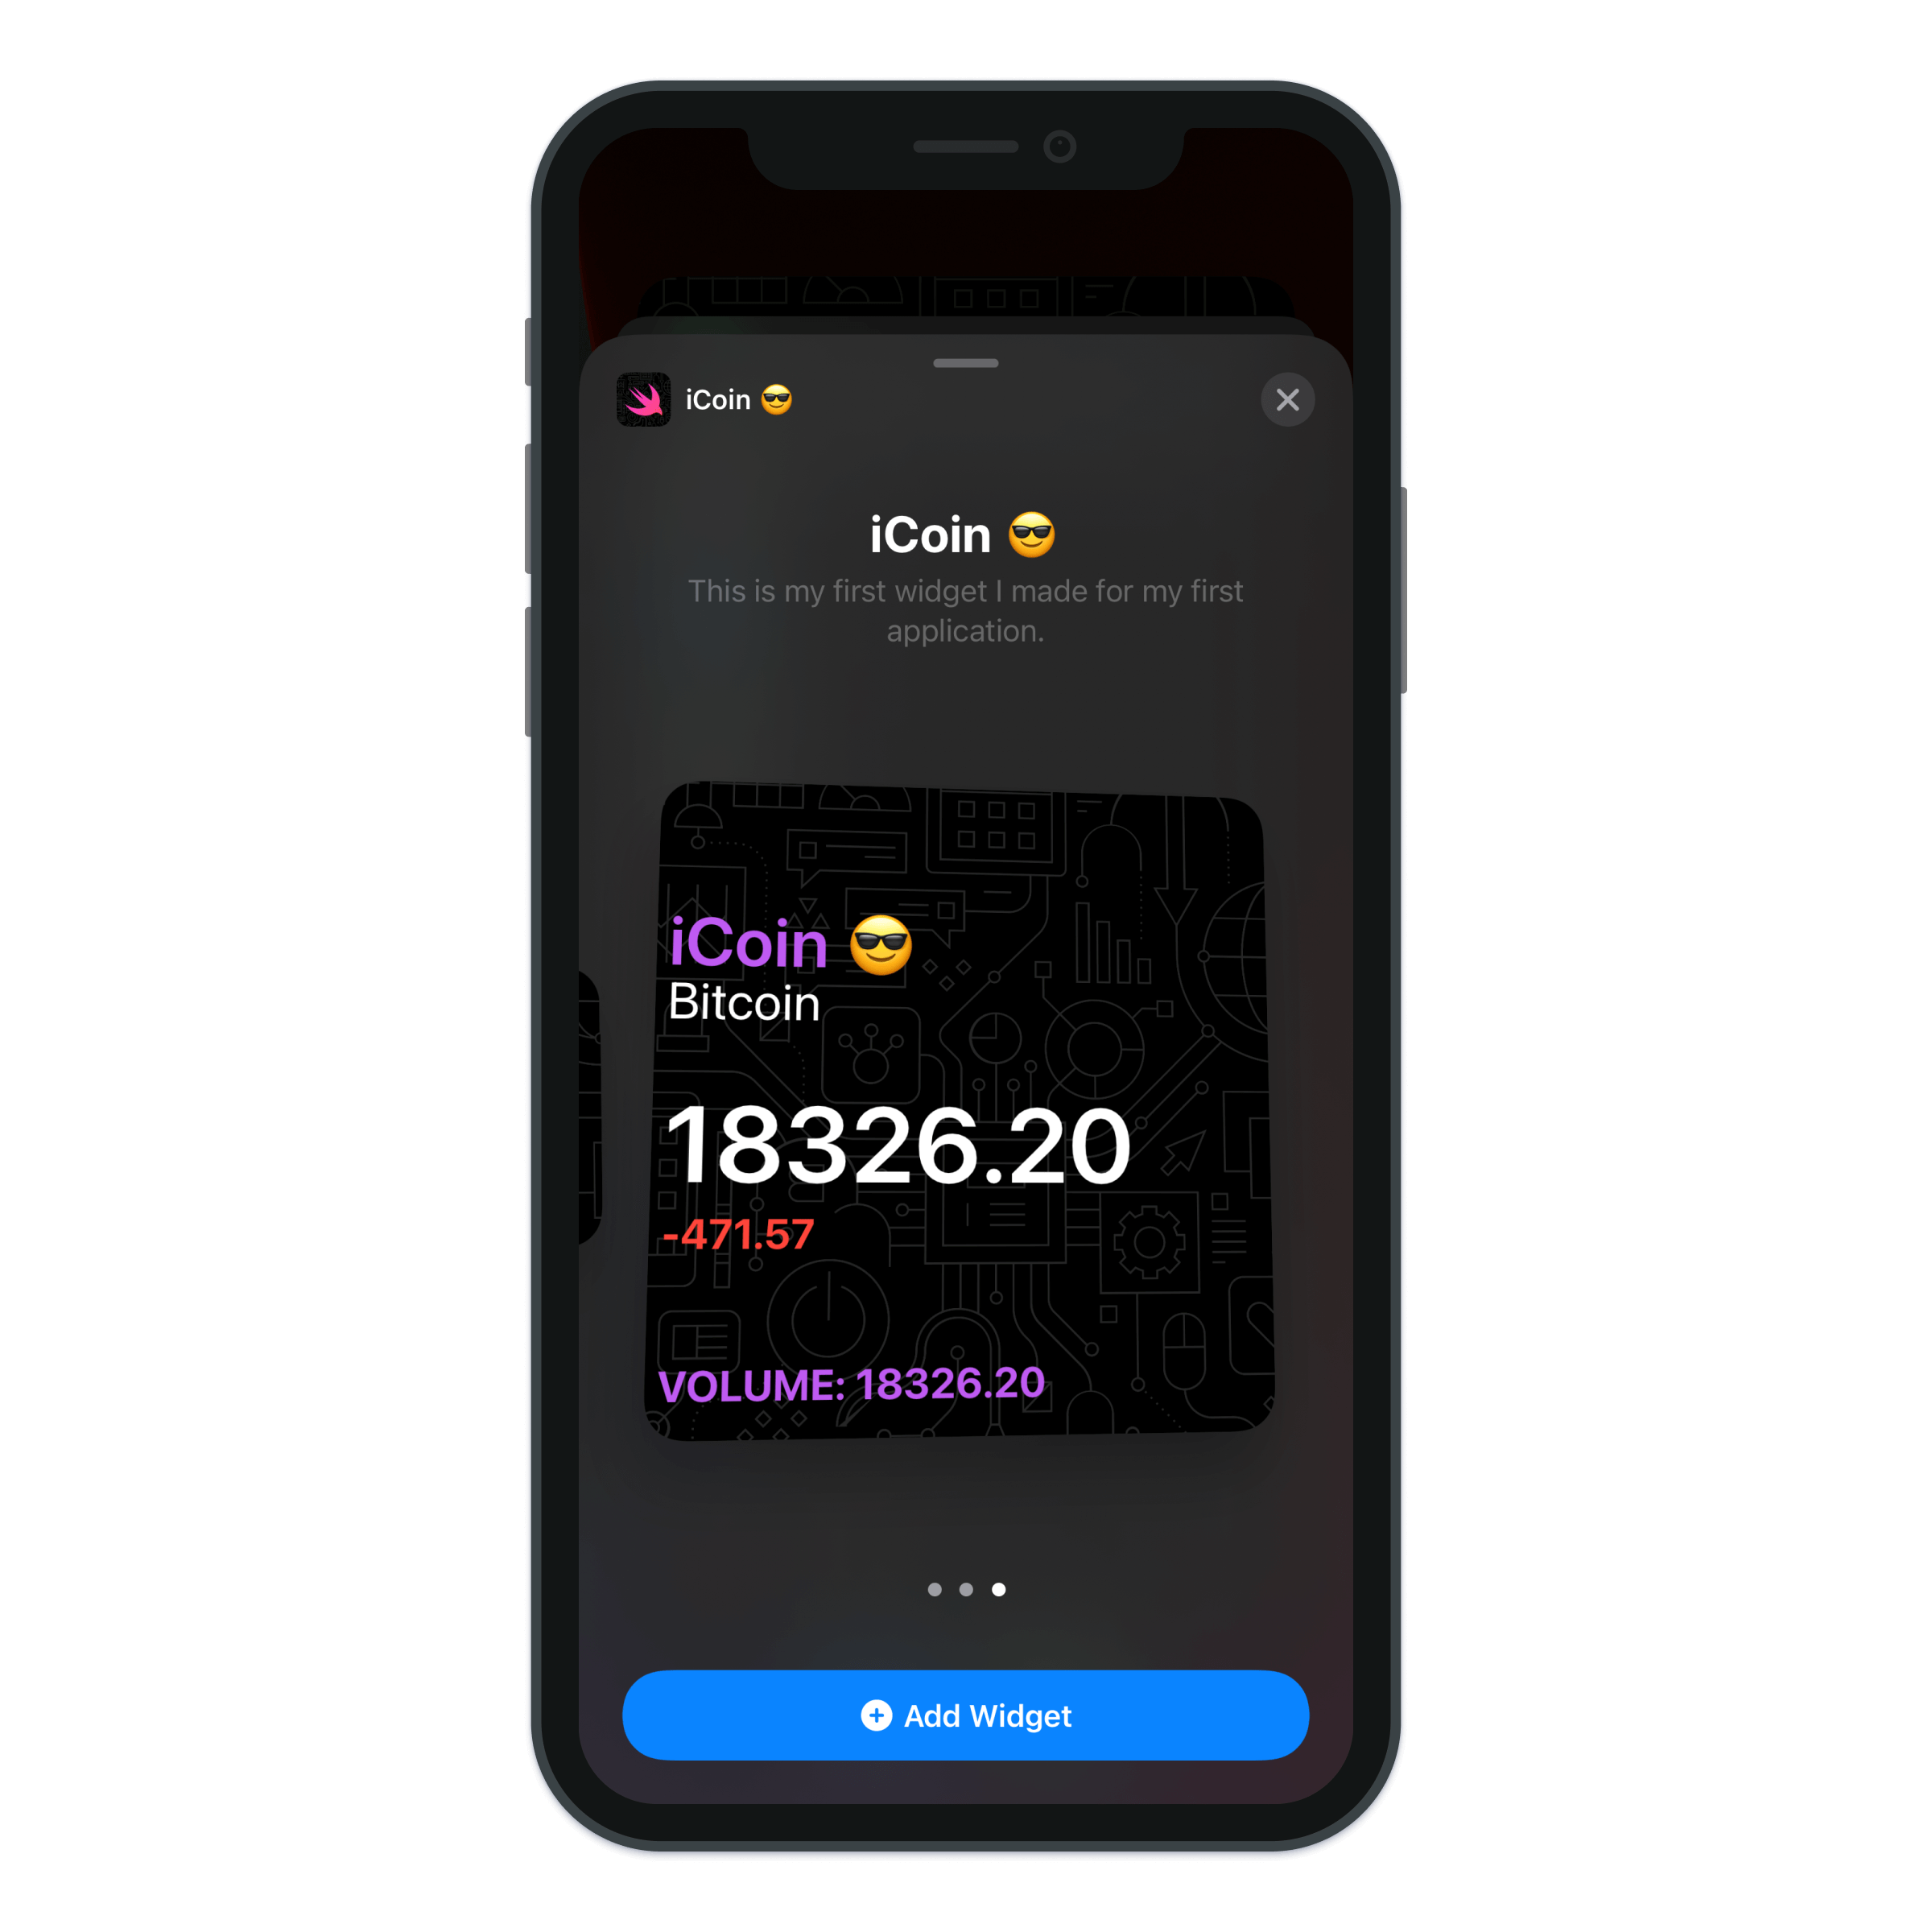 iCoin 😎
iCoin 😎
This is my first widget I made for my first
application.
iCoin 😎
Bitcoin
18326.20
-471.57
VOLUME: 18326.20
Add Widget